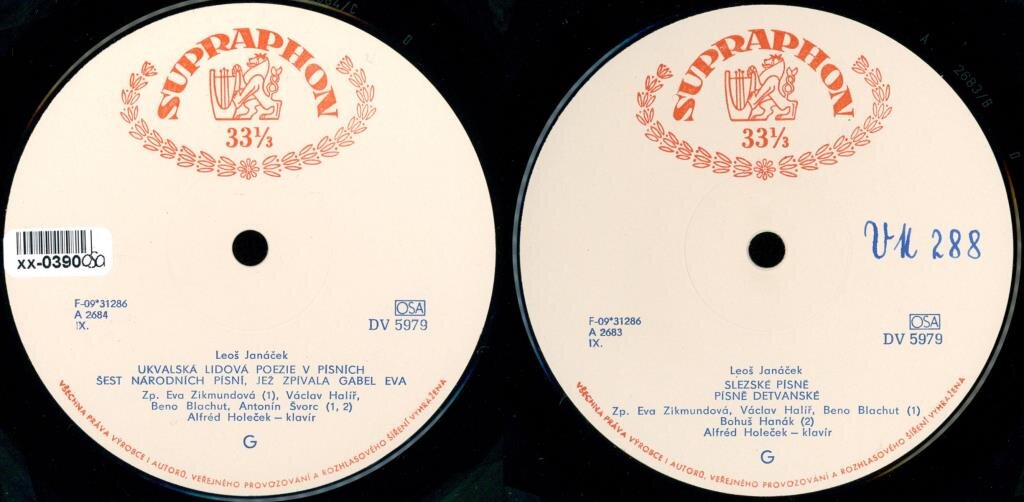 SUPRAPHON
33⅓
xx-0390
F-09*31286
A 2684
IX.
OSA
DV 5979
Leoš Janáček
UKVALSKÁ LIDOVÁ POEZIE V PÍSNÍCH
ŠEST NÁRODNÍCH PÍSNÍ, JEŽ ZPÍVALA GABEL EVA
Zp. Eva Zikmundová (1), Václav Halíř,
Beno Blachut, Antonín Švorc (1, 2)
Alfréd Holeček – klavír
G
VŠECHNA PRÁVA VÝROBCE I AUTORŮ, VEŘEJNÉHO PROVOZOVÁNÍ A ROZHLASOVÉHO ŠÍŘENÍ VYHRAŽENA
SUPRAPHON
33⅓
A 2683/B
VK 288
F-09*31286
A 2683
IX.
OSA
DV 5979
Leoš Janáček
SLEZSKÉ PÍSNĚ
PÍSNĚ DETVANSKÉ
Zp. Eva Zikmundová, Václav Halíř, Beno Blachut (1)
Bohuš Hanák (2)
Alfréd Holeček – klavír
G
VŠECHNA PRÁVA VÝROBCE I AUTORŮ, VEŘEJNÉHO PROVOZOVÁNÍ A ROZHLASOVÉHO ŠÍŘENÍ VYHRAŽENA